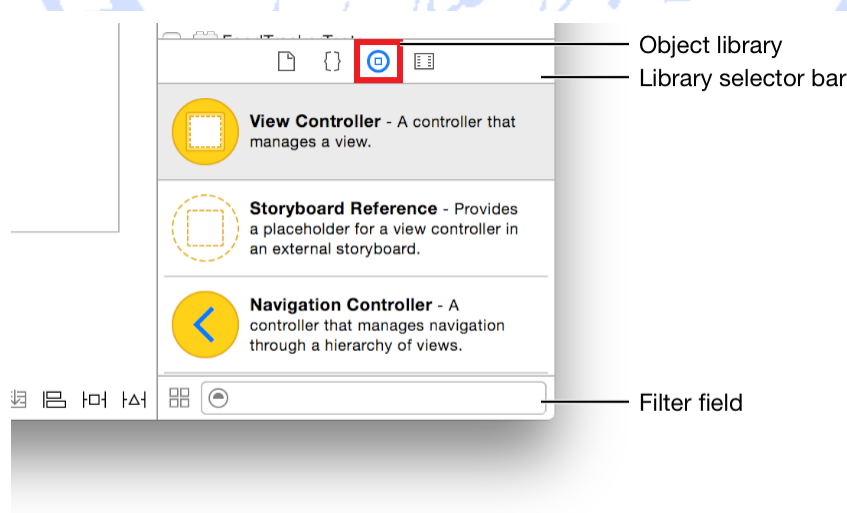 Object library
Library selector bar
View Controller - A controller that
manages a view.
Storyboard Reference - Provides
a placeholder for a view controller in
an external storyboard.
Navigation Controller - A
controller that manages navigation
through a hierarchy of views.
Filter field